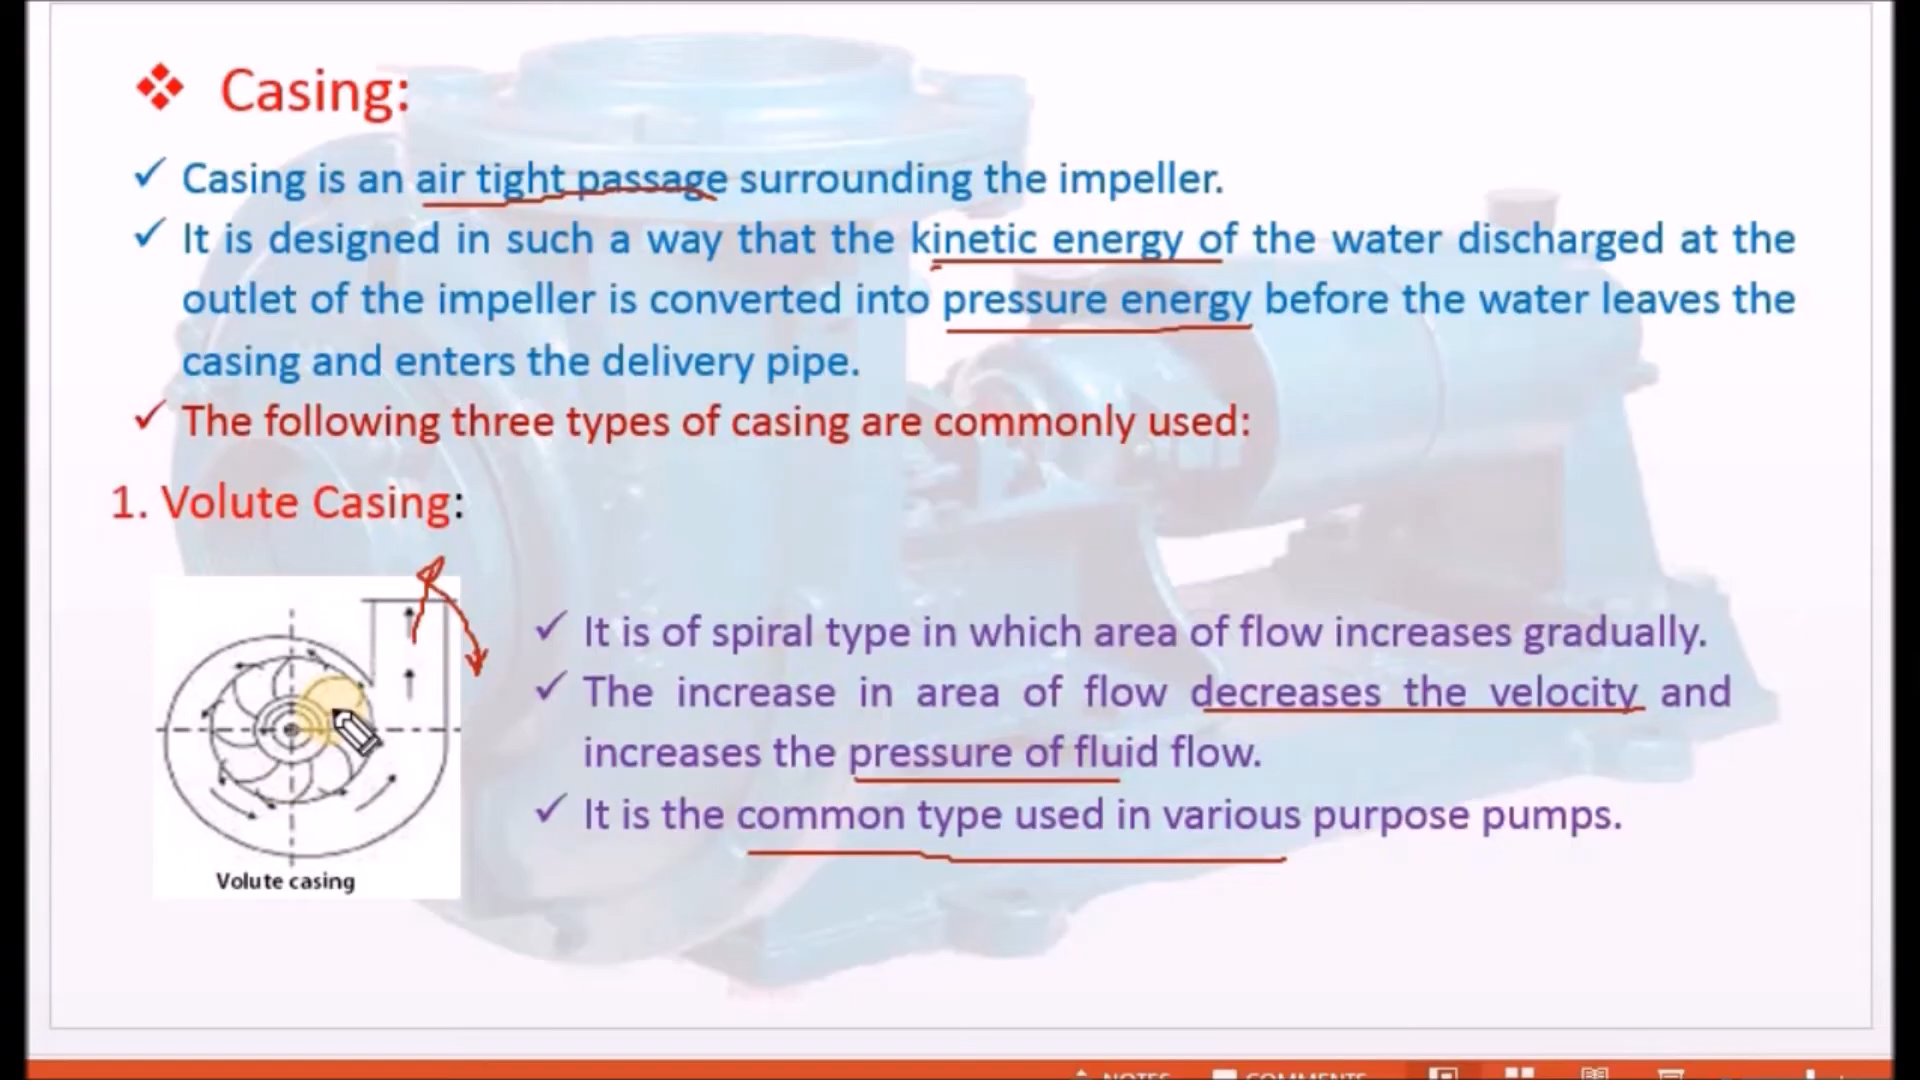 Casing:
Casing is an air tight passage surrounding the impeller.
It is designed in such a way that the kinetic energy of the water discharged at the
outlet of the impeller is converted into pressure energy before the water leaves the
casing and enters the delivery pipe.
The following three types of casing are commonly used:
1. Volute Casing:
It is of spiral type in which area of flow increases gradually.
The increase in area of flow decreases the velocity and
increases the pressure of fluid flow.
It is the common type used in various purpose pumps.
Volute casing
NOTES COMMENTS